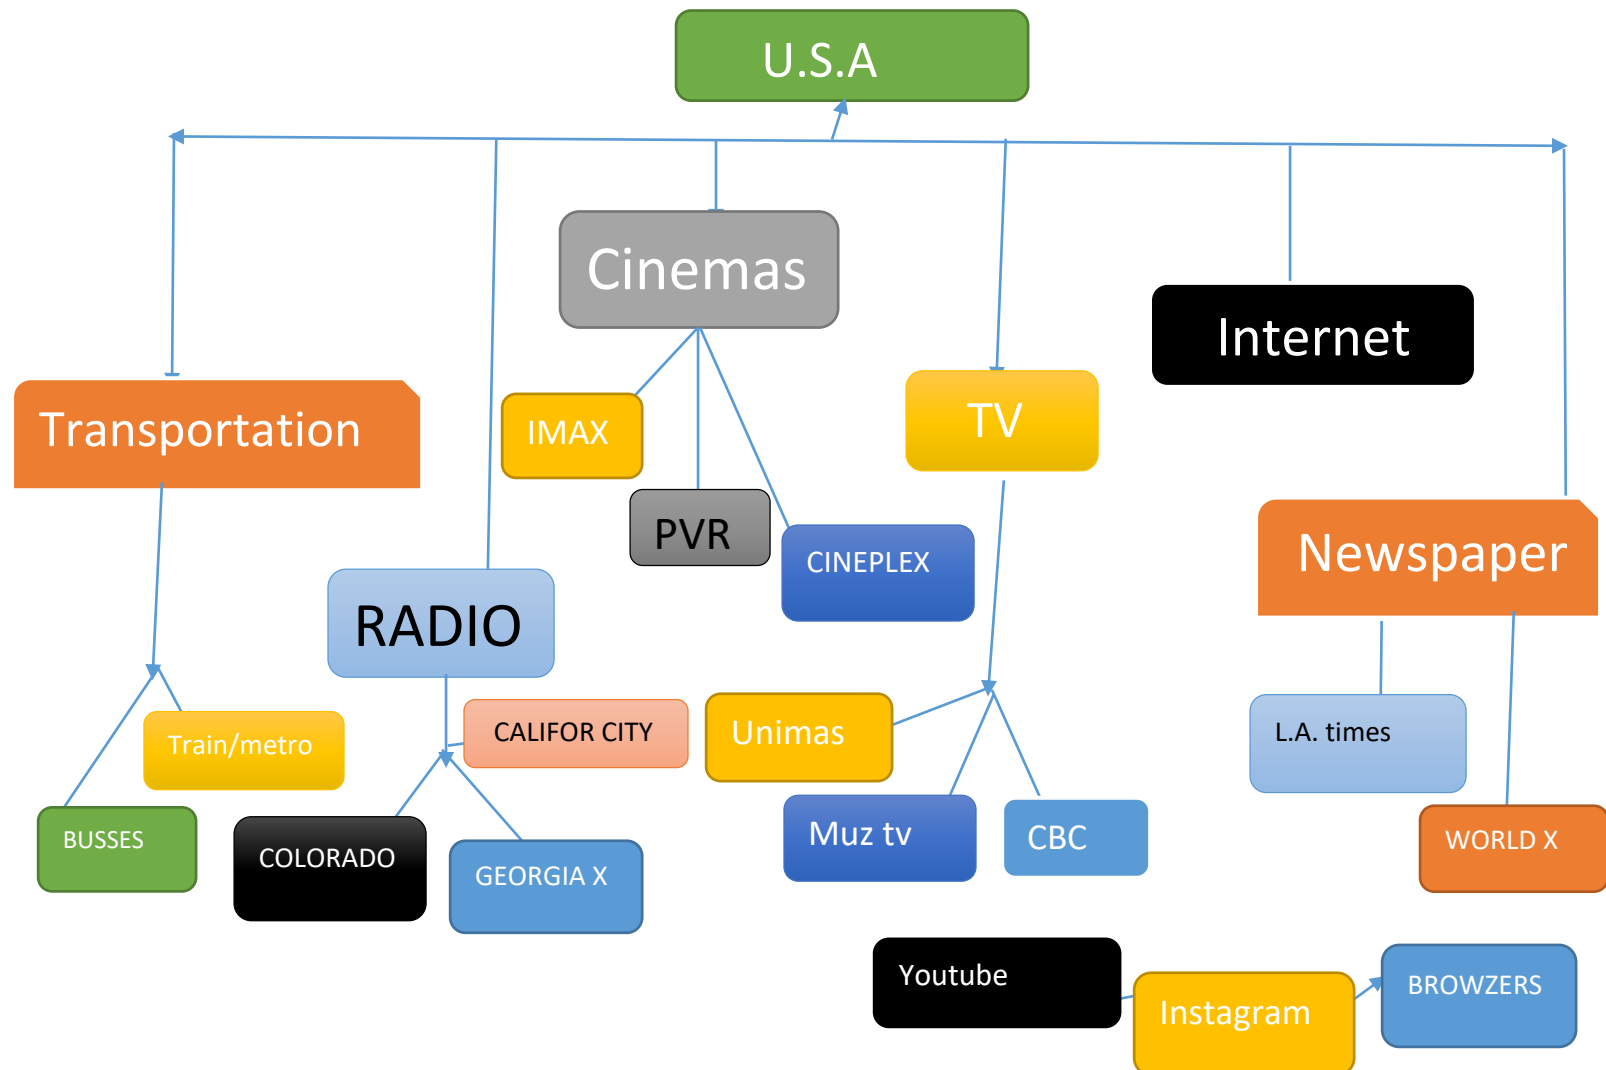 U.S.A
Cinemas
Internet
Transportation
IMAX
TV
PVR
CINEPLEX
Newspaper
RADIO
Train/metro
CALIFOR CITY
Unimas
L.A. times
BUSSES
COLORADO
GEORGIA X
Muz tv
CBC
WORLD X
Youtube
Instagram
BROWZERS